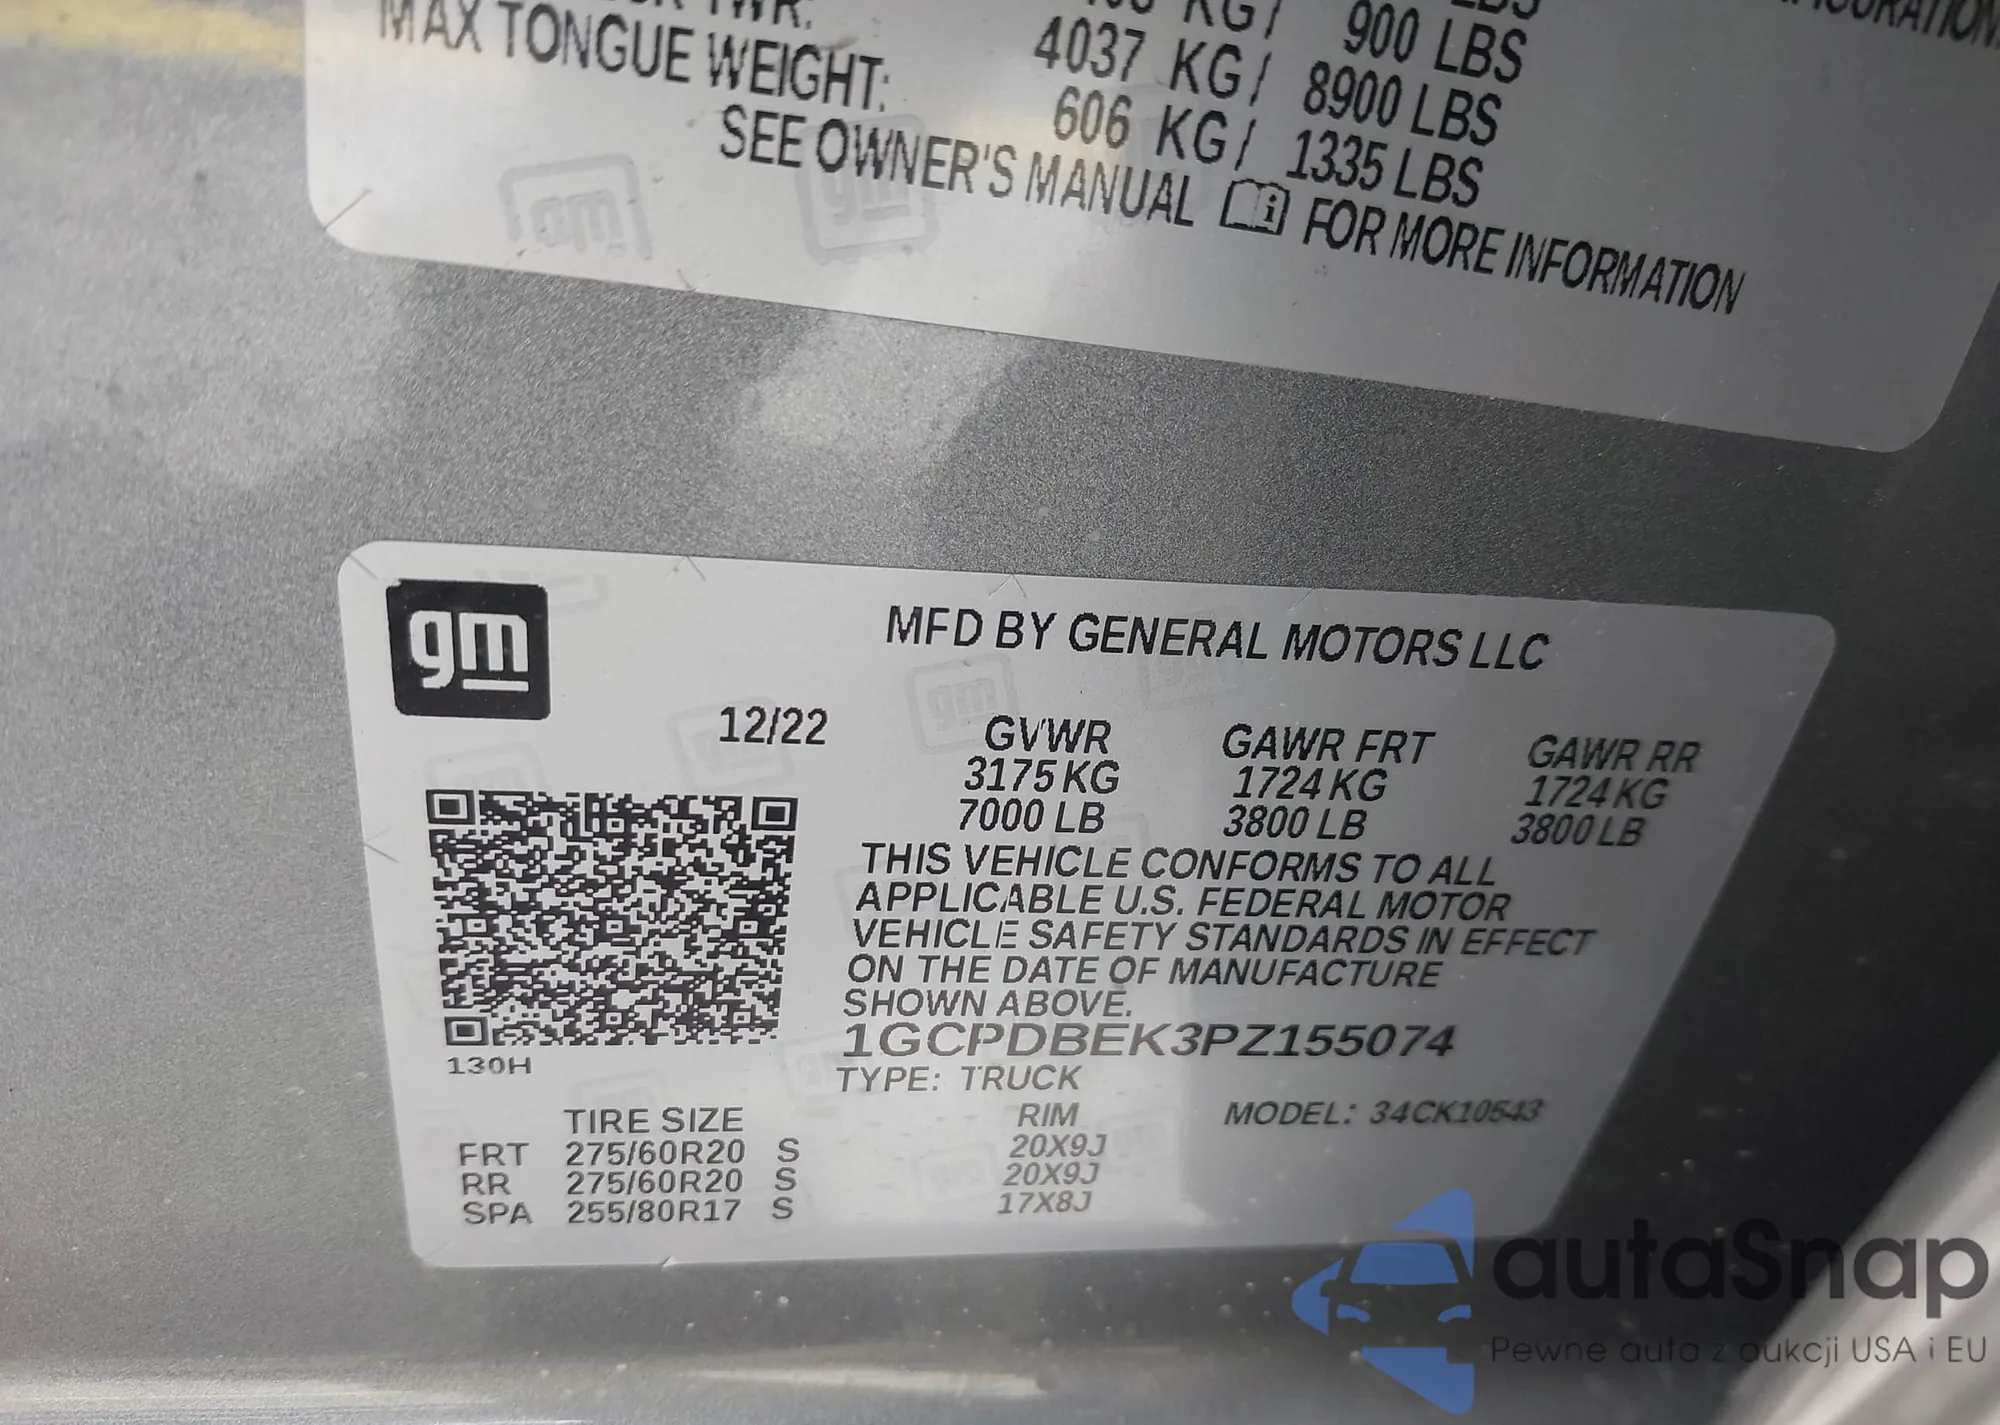 TWR:
KG / 900 LBS
4037 KG / 8900 LBS
MAX TONGUE WEIGHT: 606 KG / 1335 LBS
SEE OWNER'S MANUAL FOR MORE INFORMATION
gm
MFD BY GENERAL MOTORS LLC
12/22
GVWR GAWR FRT GAWR RR
3175 KG 1724 KG 1724 KG
7000 LB 3800 LB 3800 LB
THIS VEHICLE CONFORMS TO ALL
APPLICABLE U.S. FEDERAL MOTOR
VEHICLE SAFETY STANDARDS IN EFFECT
ON THE DATE OF MANUFACTURE
SHOWN ABOVE.
1GCPDBEK3PZ155074
130H
TYPE: TRUCK
TIRE SIZE RIM MODEL: 34CK10543
FRT 275/60R20 S 20X9J
RR 275/60R20 S 20X9J
SPA 255/80R17 S 17X8J
autaSnap
Pewne auta z aukcji USA i EU